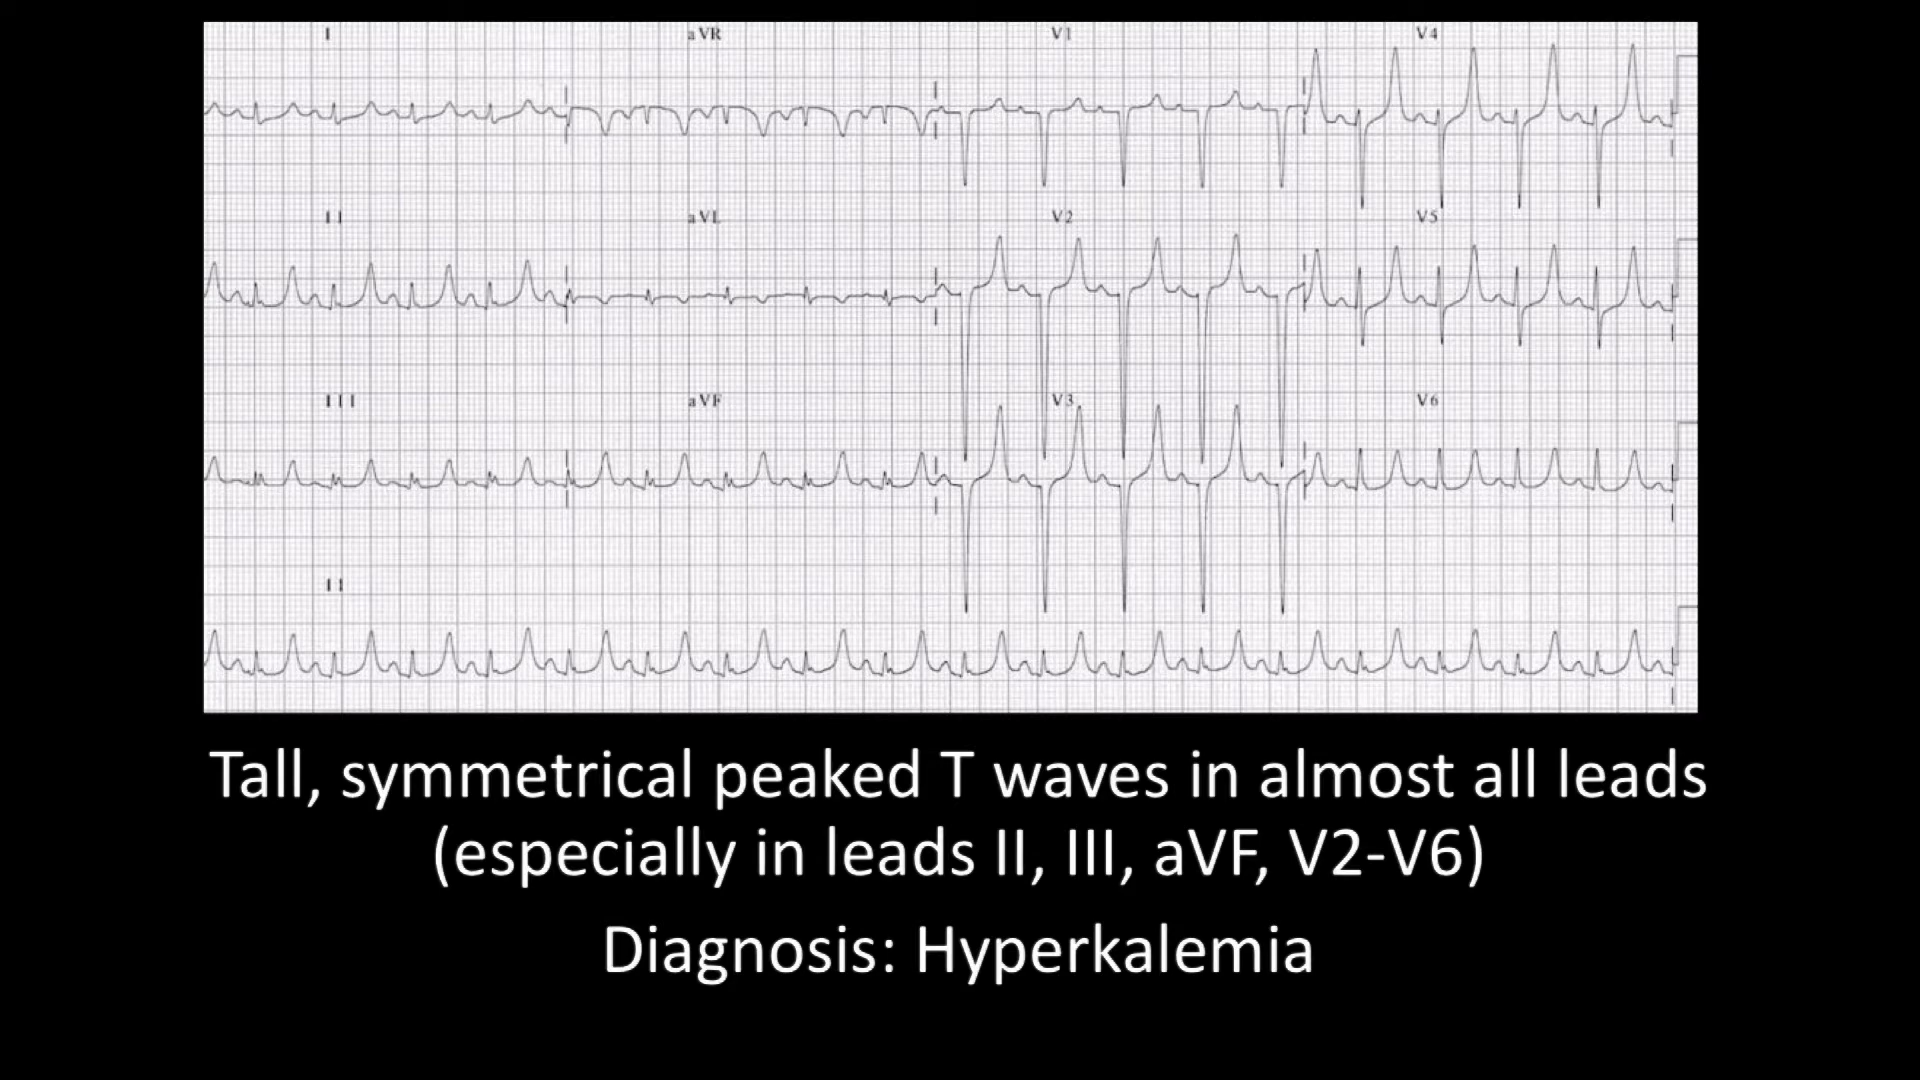 I aVR V1 V4
II aVL V2 V5
III aVF V3 V6
II
Tall, symmetrical peaked T waves in almost all leads
(especially in leads II, III, aVF, V2-V6)
Diagnosis: Hyperkalemia